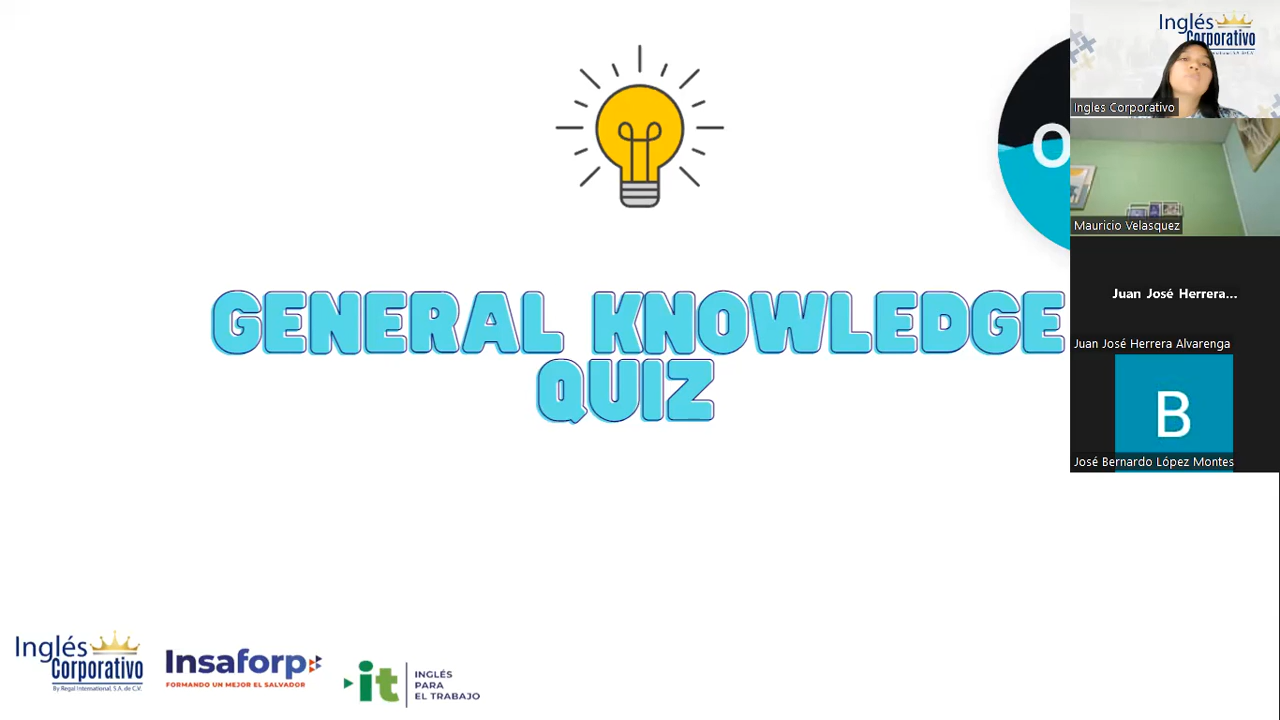 GENERAL KNOWLEDGE
QUIZ
O
Inglés
Corporativo
Ingles Corporativo
Mauricio Velasquez
Juan José Herrera...
Juan José Herrera Alvarenga
B
José Bernardo López Montes
Inglés
Corporativo
By Regal International, S.A. de C.V.
Insaforp
FORMANDO UN MEJOR EL SALVADOR
it
INGLÉS
PARA
EL TRABAJO